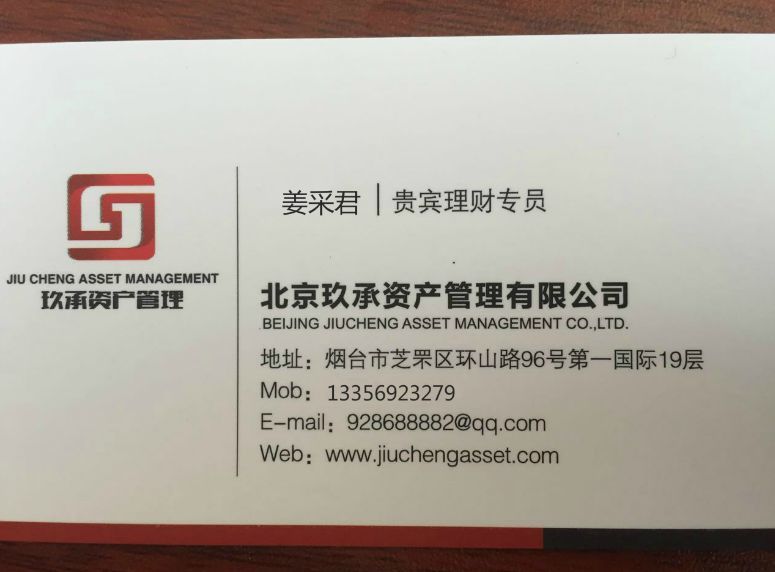 JIU CHENG ASSET MANAGEMENT
玖承资产管理
姜采君 | 贵宾理财专员
北京玖承资产管理有限公司
BEIJING JIUCHENG ASSET MANAGEMENT CO.,LTD.
地址：烟台市芝罘区环山路96号第一国际19层
Mob：13356923279
E-mail：928688882@qq.com
Web：www.jiuchengasset.com